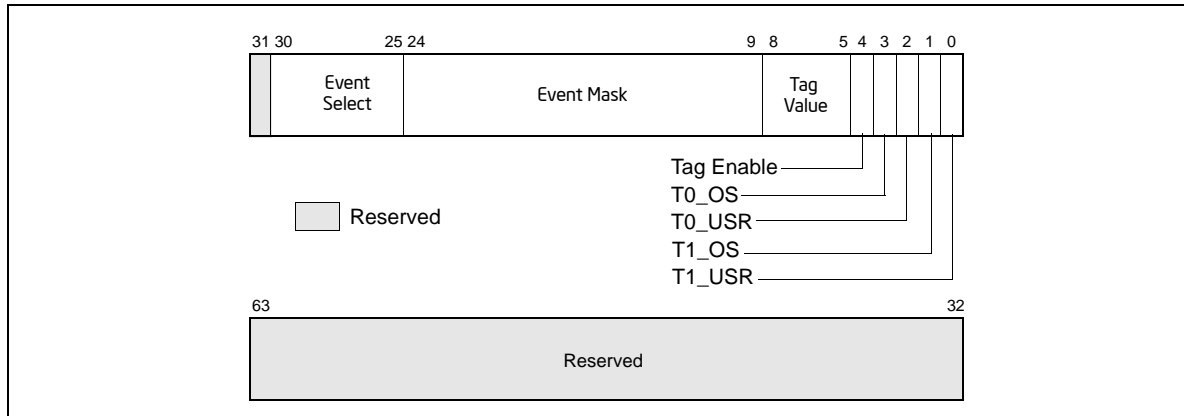 31 30 25 24 9 8 5 4 3 2 1 0
Event
Select
Event Mask
Tag
Value
Tag Enable
T0_OS
T0_USR
T1_OS
T1_USR
Reserved
63 32
Reserved